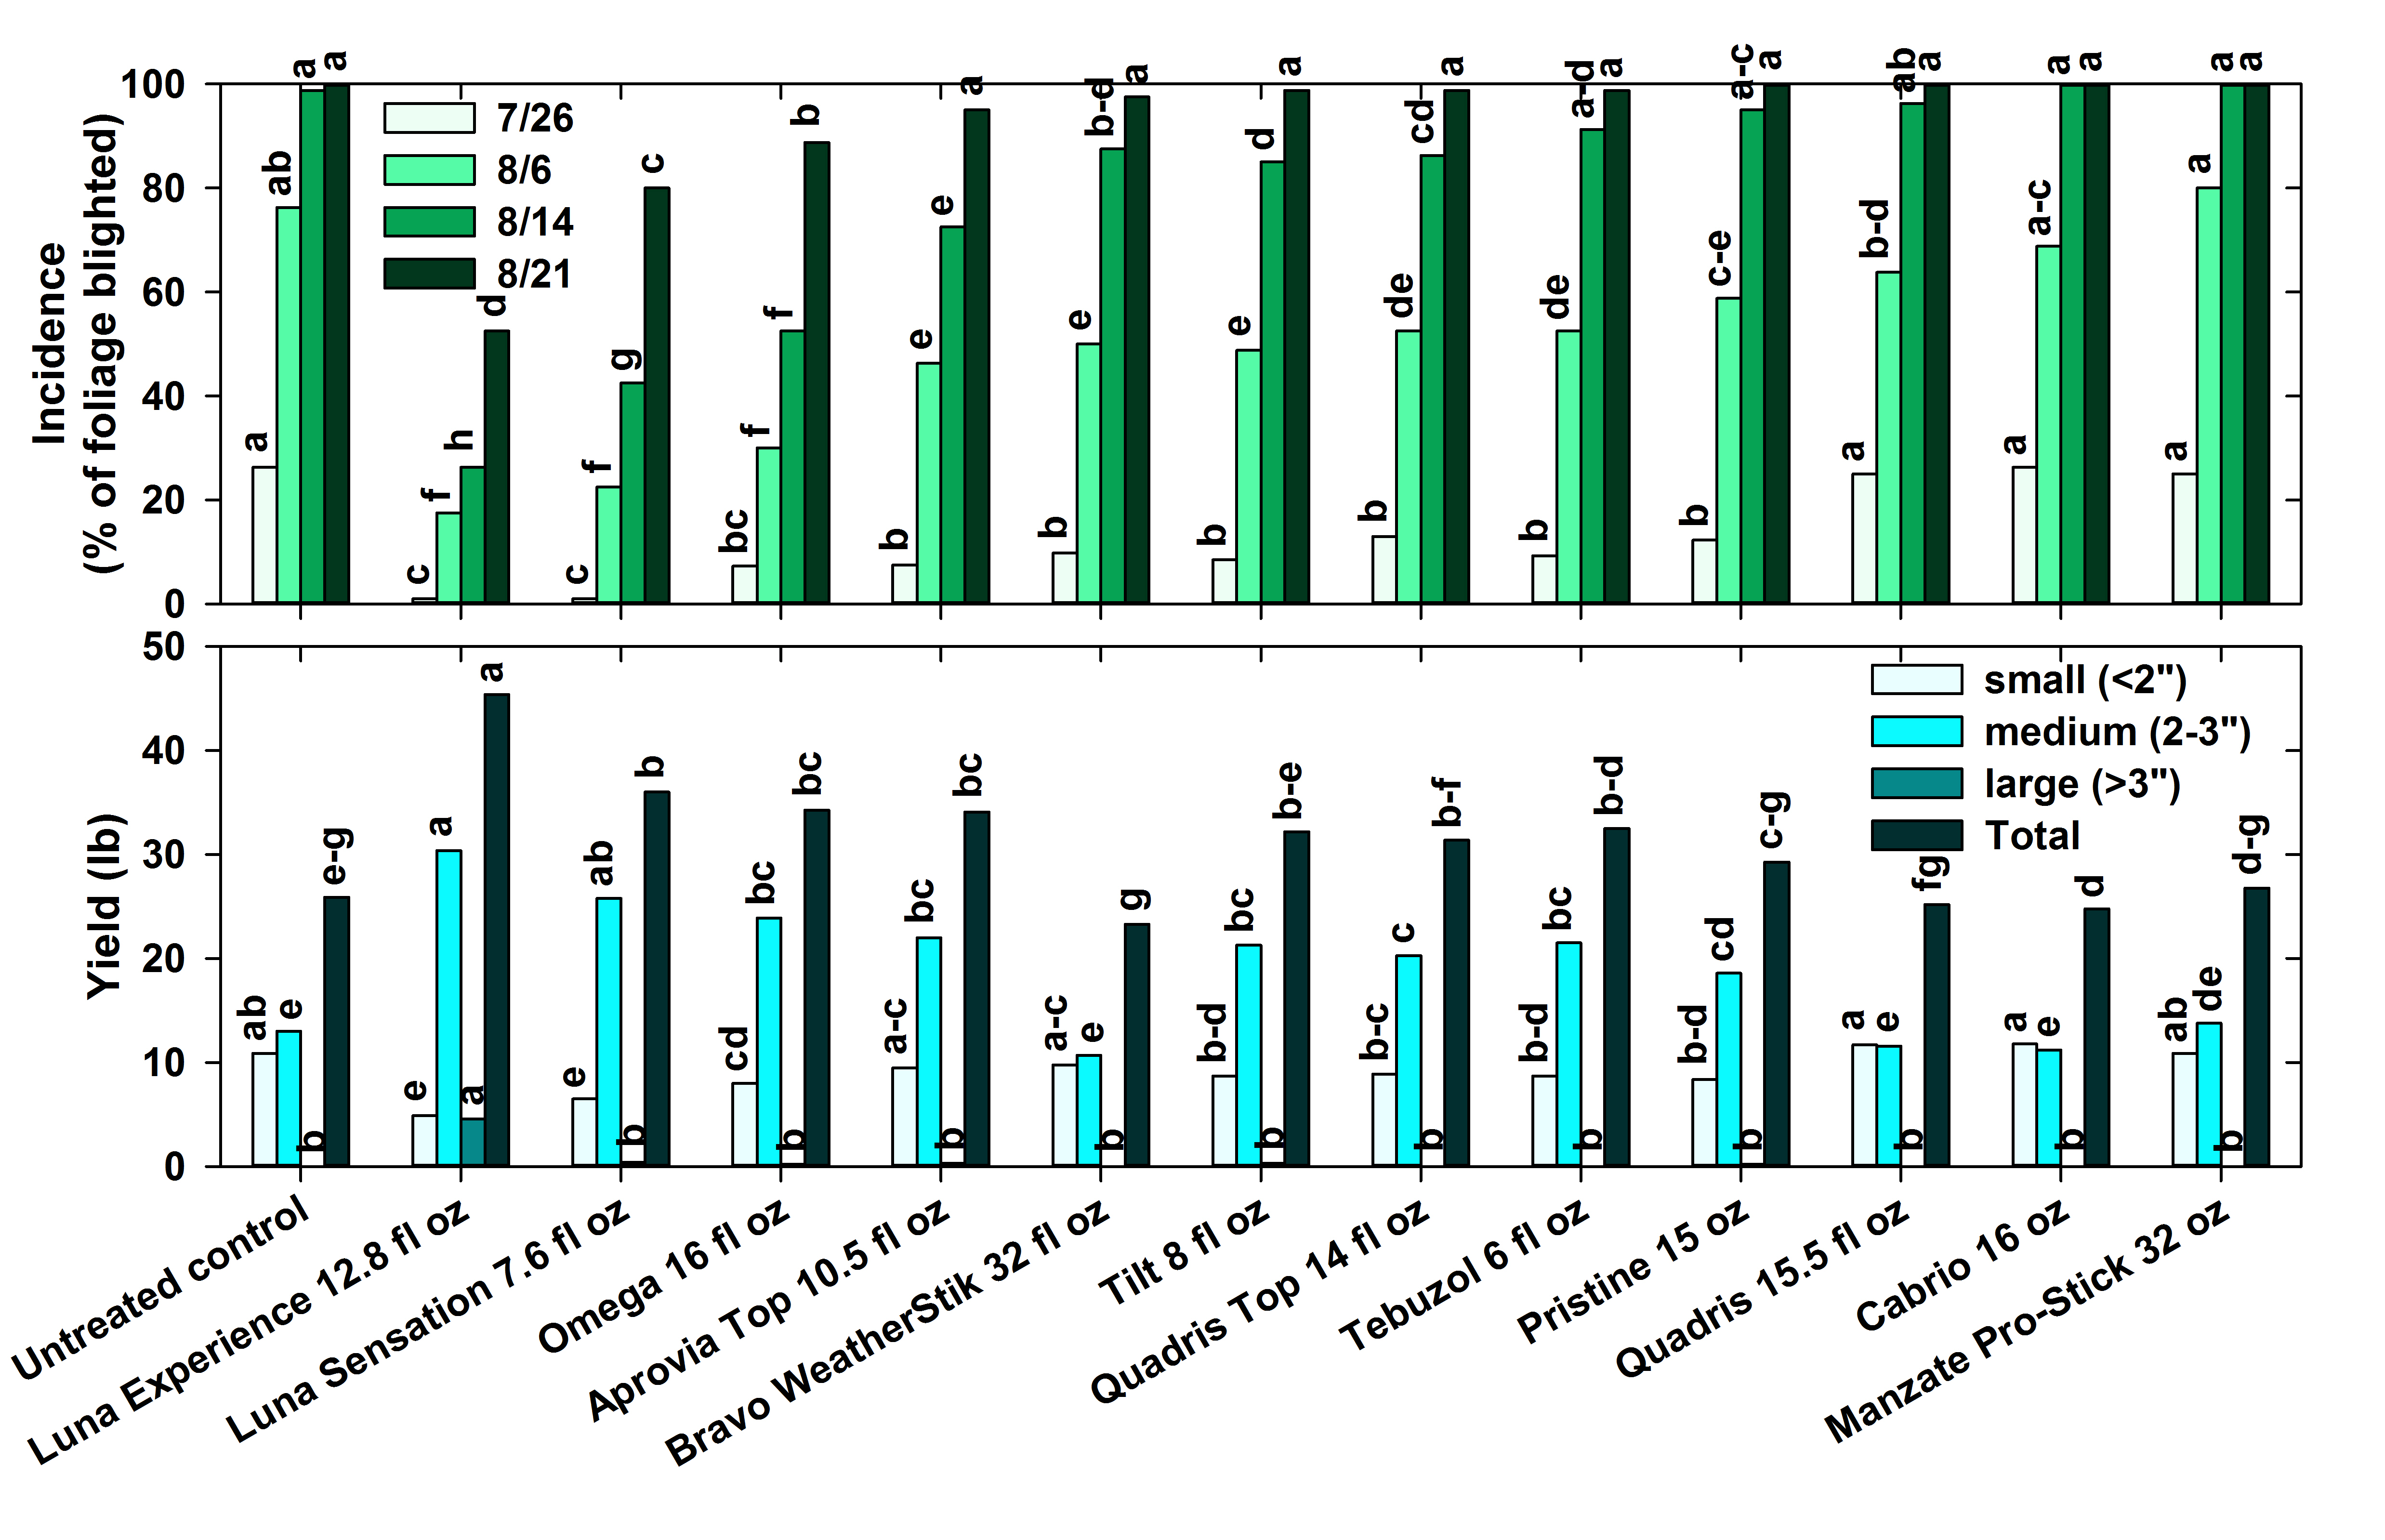 Incidence
(% of foliage blighted)
100
80
60
40
20
0
7/26
8/6
8/14
8/21
a ab a a
c f h d
c f g c
bc f f b
b e e a
b e b-e a
b e d a
b de cd a
b de a-d a
b c-e a-c a
a b-d ab a
a a-c a a
a a a a
Yield (lb)
50
40
30
20
10
0
small (<2")
medium (2-3")
large (>3")
Total
ab e b e-g
e a a a
e ab b b
cd bc b bc
a-c bc b bc
a-c e b g
b-d bc b b-e
b-c c b b-f
b-d bc b b-d
b-d cd b c-g
a e b fg
a e b d
ab de b d-g
Untreated control
Luna Experience 12.8 fl oz
Luna Sensation 7.6 fl oz
Omega 16 fl oz
Aprovia Top 10.5 fl oz
Bravo WeatherStik 32 fl oz
Tilt 8 fl oz
Quadris Top 14 fl oz
Tebuzol 6 fl oz
Pristine 15 oz
Quadris 15.5 fl oz
Cabrio 16 oz
Manzate Pro-Stick 32 oz